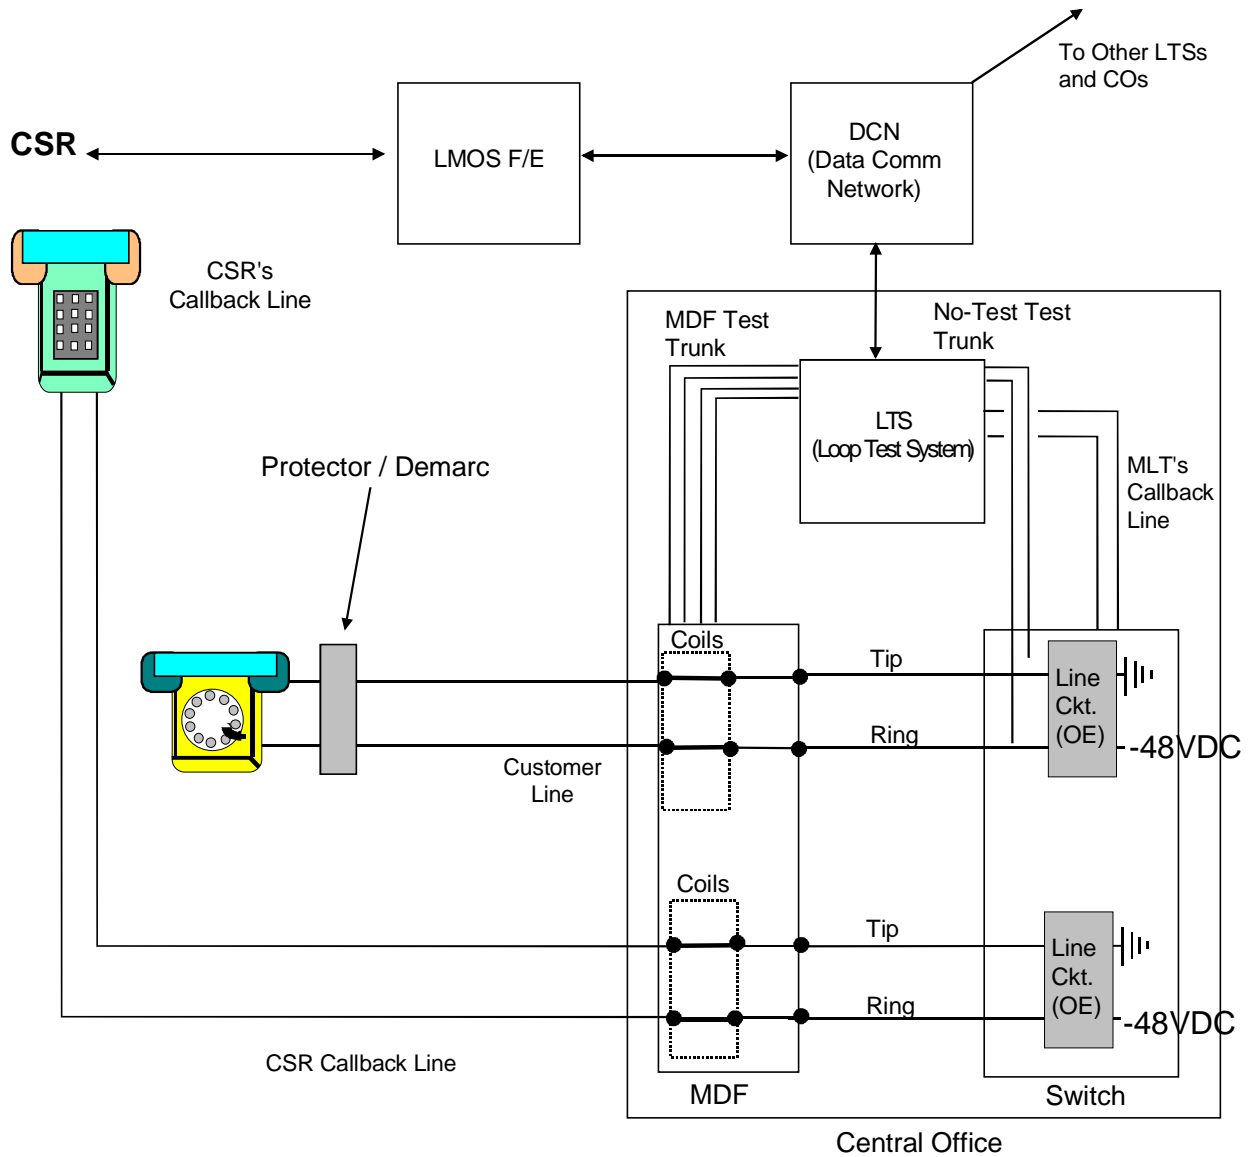 To Other LTSs
and COs
CSR
LMOS F/E
DCN
(Data Comm
Network)
CSR's
Callback Line
MDF Test
Trunk
No-Test Test
Trunk
LTS
(Loop Test System)
MLT's
Callback
Line
Protector / Demarc
Coils
Tip
Line
Ckt.
(OE)
Ring
-48VDC
Customer
Line
Coils
Tip
Line
Ckt.
(OE)
Ring
-48VDC
CSR Callback Line
MDF
Switch
Central Office